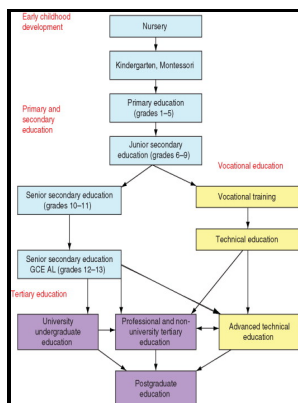 Early childhood
development
Nursery
Kindergarten, Montessori
Primary education
(grades 1–5)
Primary and
secondary
education
Junior secondary
education (grades 6–9)
Vocational education
Senior secondary education
(grades 10–11)
Vocational training
Technical education
Senior secondary education
GCE AL (grades 12–13)
Tertiary education
University
undergraduate
education
Professional and non-
university tertiary
education
Advanced technical
education
Postgraduate
education